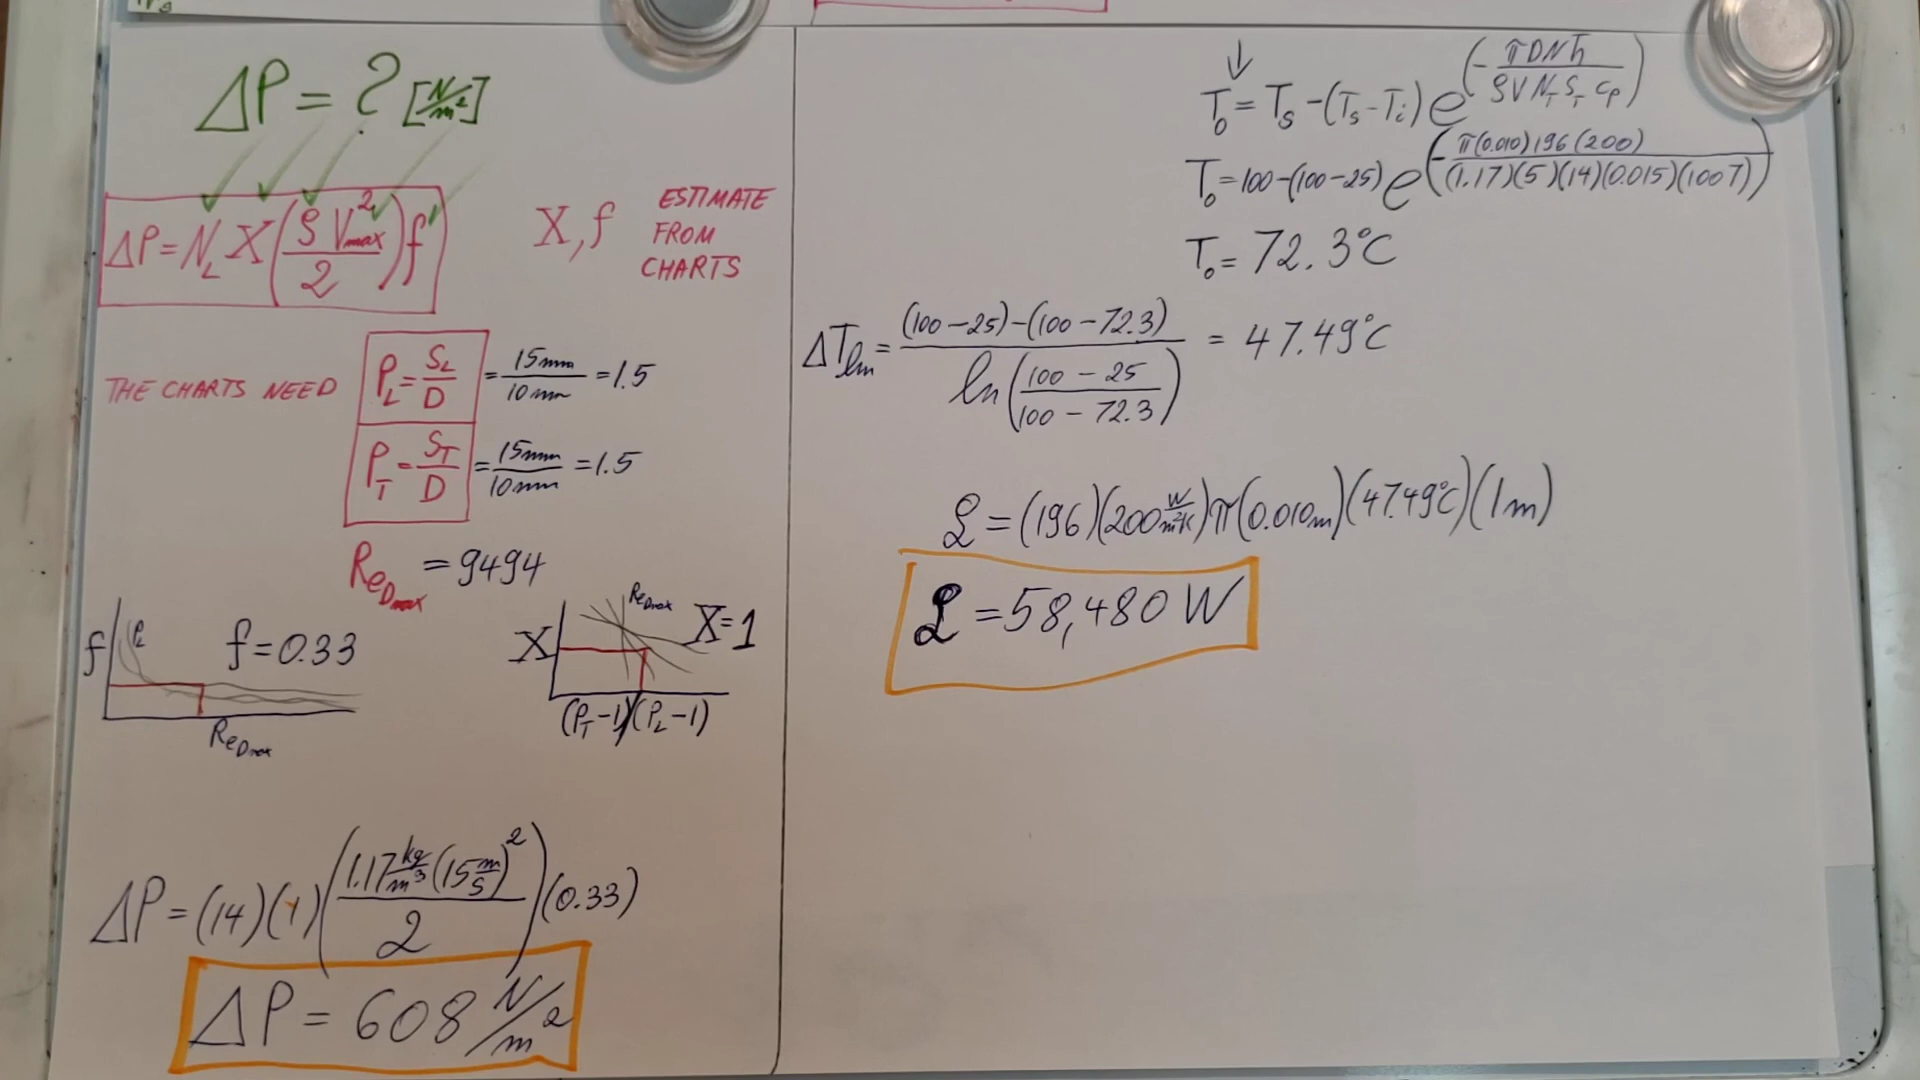 ΔP = ? [N/m²]
ΔP = N_L X (ρ V²_max / 2) f
X, f ESTIMATE FROM CHARTS
THE CHARTS NEED
P_L = S_L / D = 15mm / 10mm = 1.5
P_T = S_T / D = 15mm / 10mm = 1.5
Re_Dmax = 9494
f P_L f = 0.33
Re_Dmax
X Re_Dmax X = 1
(P_T − 1)/(P_L − 1)
ΔP = (14)(1)(1.17 kg/m³ (15 m/s)² / 2)(0.33)
ΔP = 608 N/m²
↓
T_o = T_s − (T_s − T_i) e^(− πDNh̄ / ρVN_TS_Tc_p)
T_o = 100 − (100 − 25) e^(− π(0.010)196(200) / (1.17)(5)(14)(0.015)(1007))
T_o = 72.3°C
ΔT_lm = (100 − 25) − (100 − 72.3) / ln(100 − 25 / 100 − 72.3) = 47.49°C
q = (196)(200 W/m²K)π(0.010m)(47.49°C)(1m)
q = 58,480 W